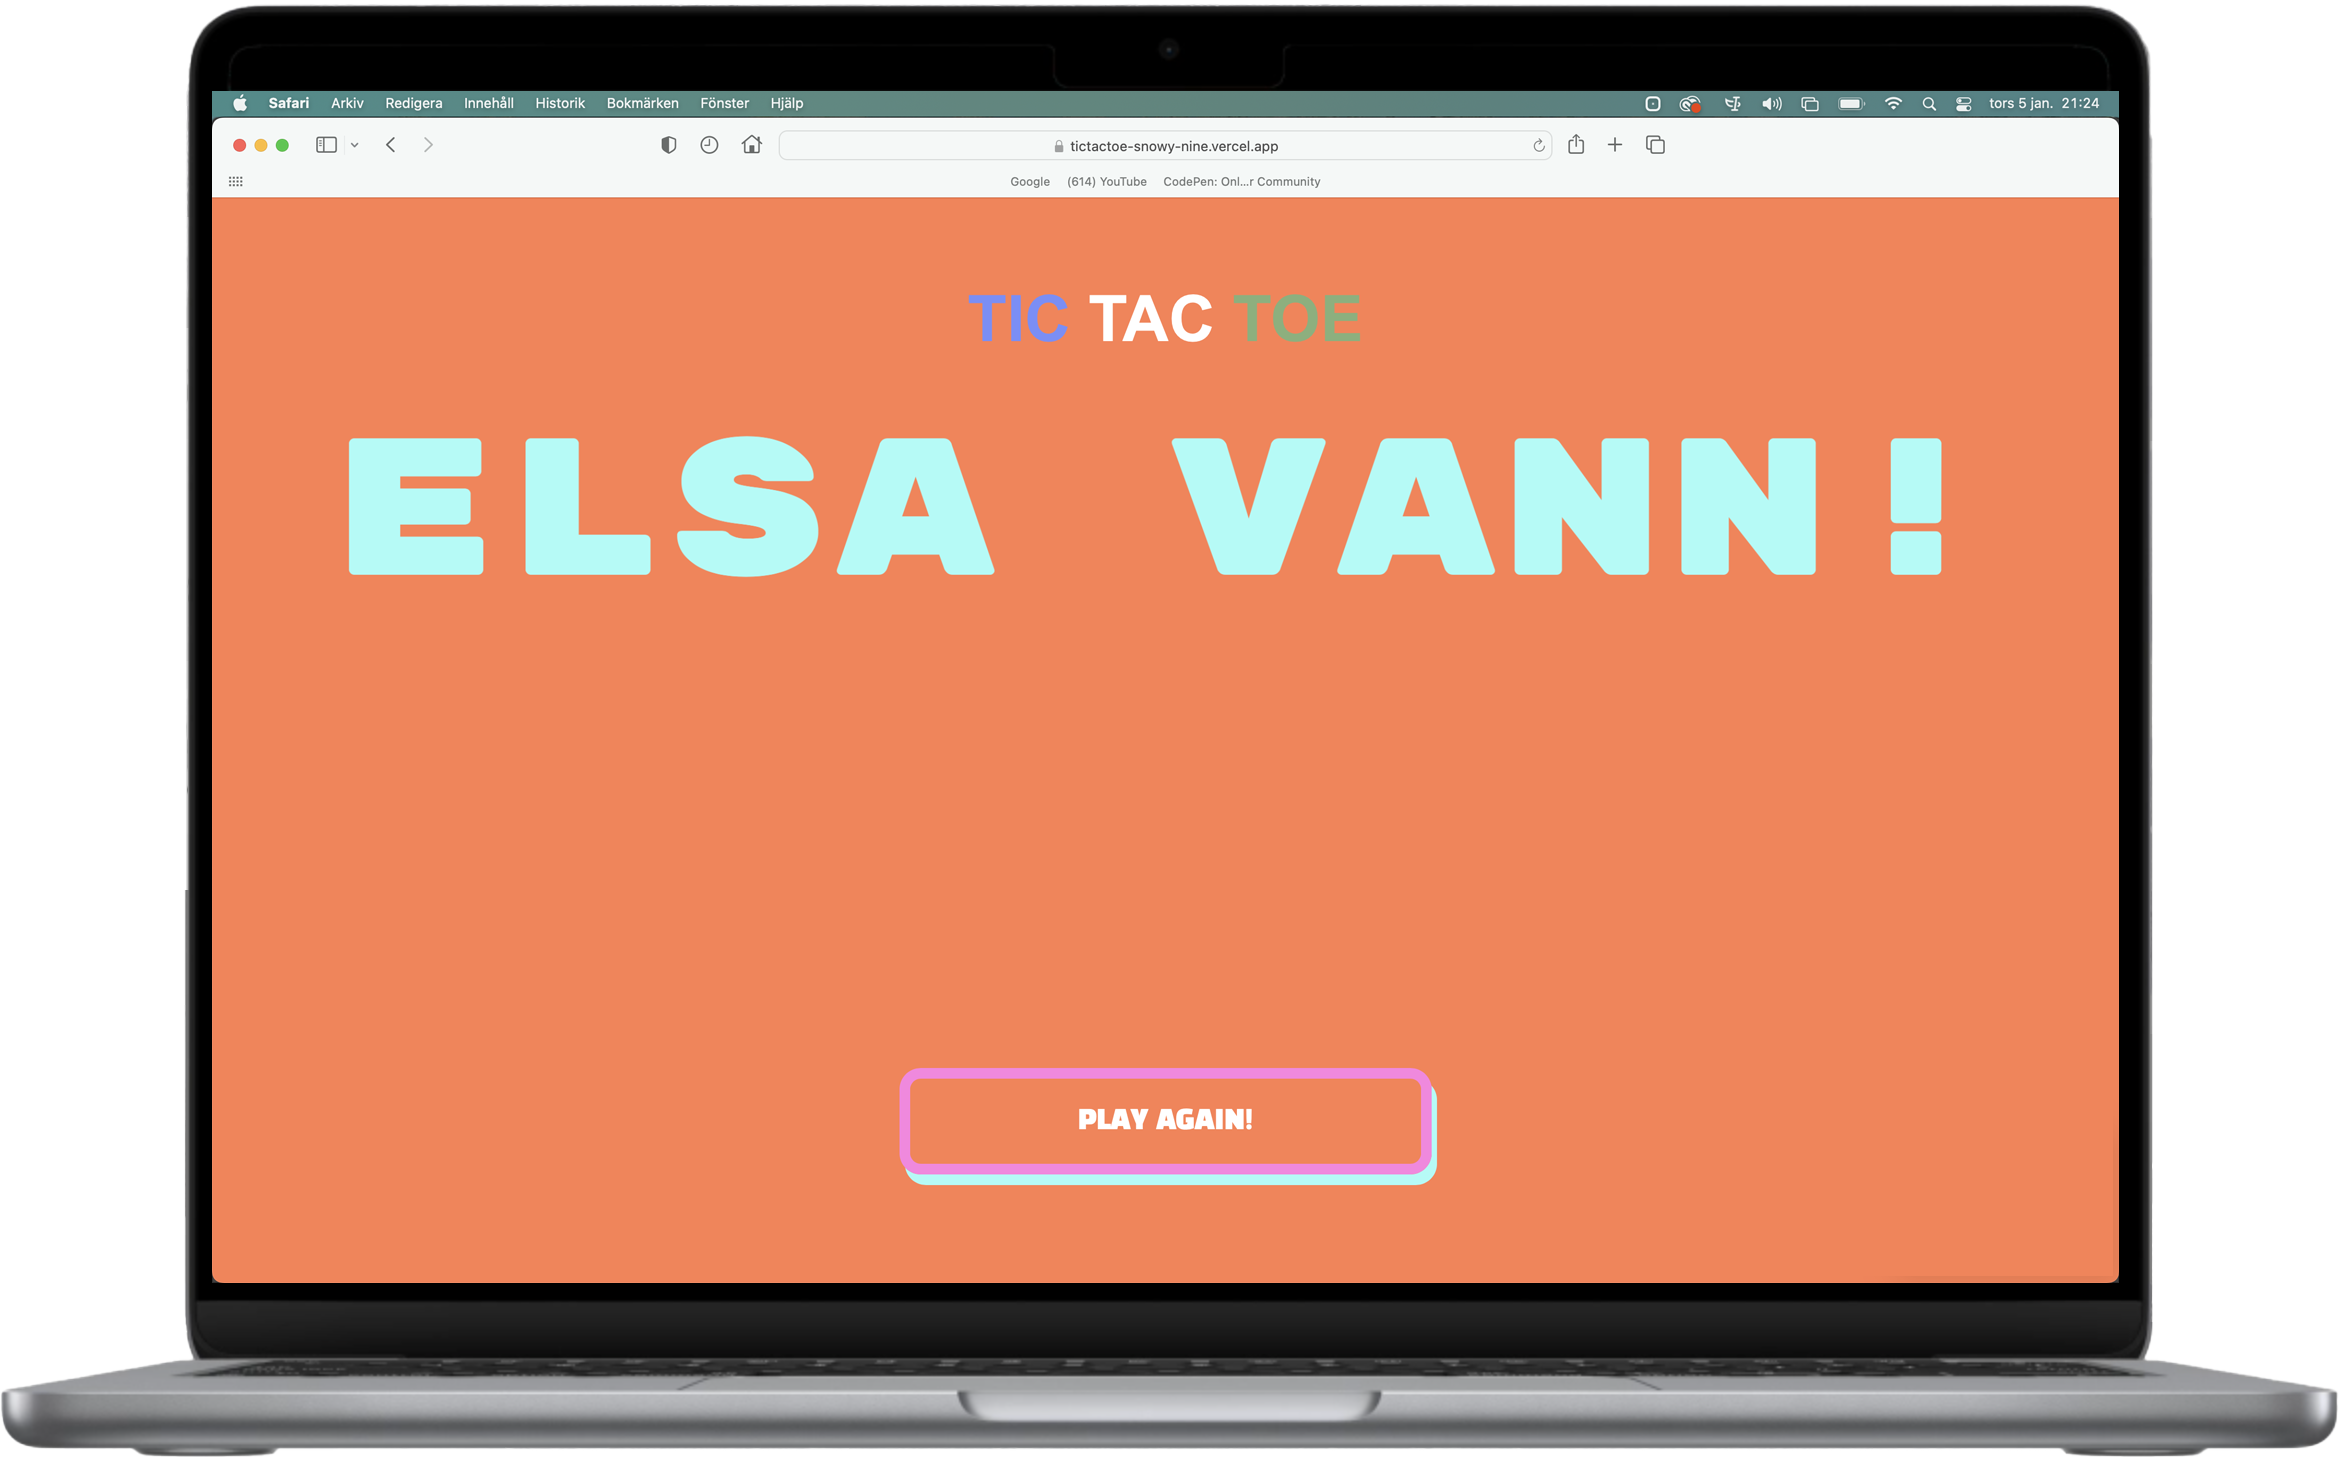 Safari Arkiv Redigera Innehåll Historik Bokmärken Fönster Hjälp tors 5 jan. 21:24
tictactoe-snowy-nine.vercel.app
Google (614) YouTube CodePen: Onl...r Community
TIC TAC TOE
ELSA VANN!
PLAY AGAIN!